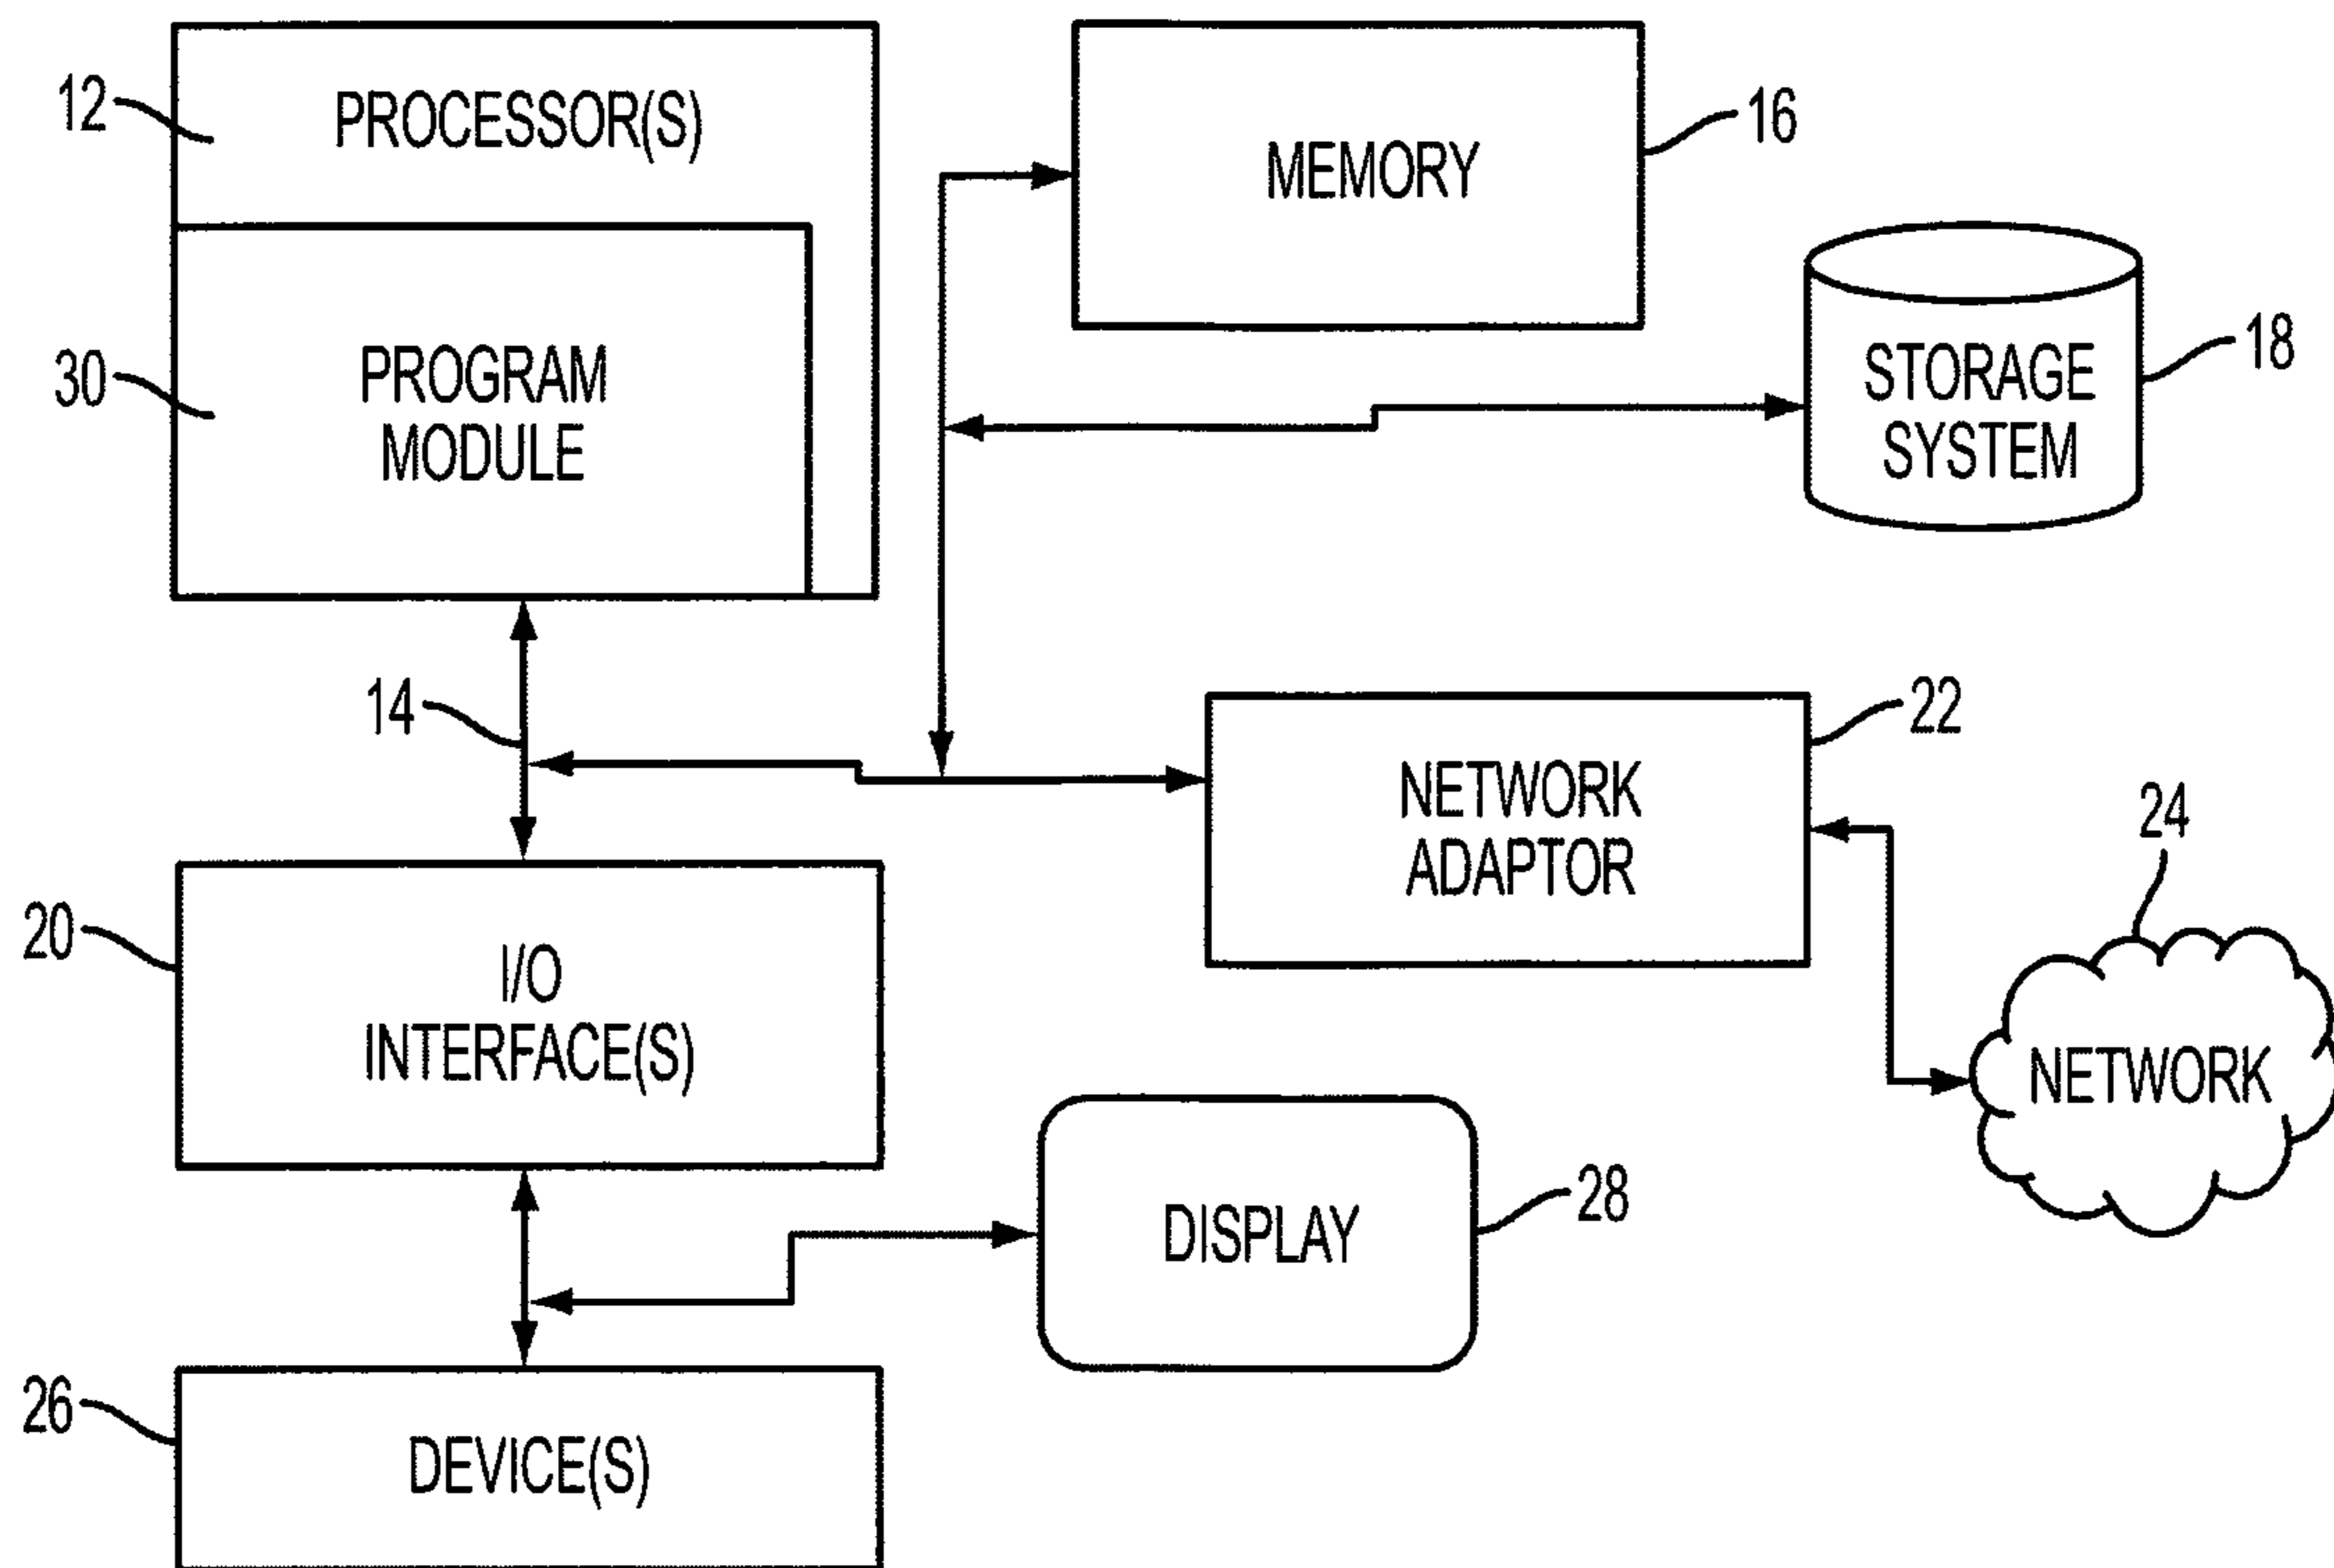 12
PROCESSOR(S)
30
PROGRAM
MODULE
MEMORY
16
STORAGE
SYSTEM
18
14
NETWORK
ADAPTOR
22
24
NETWORK
20
I/O
INTERFACE(S)
DISPLAY
28
26
DEVICE(S)